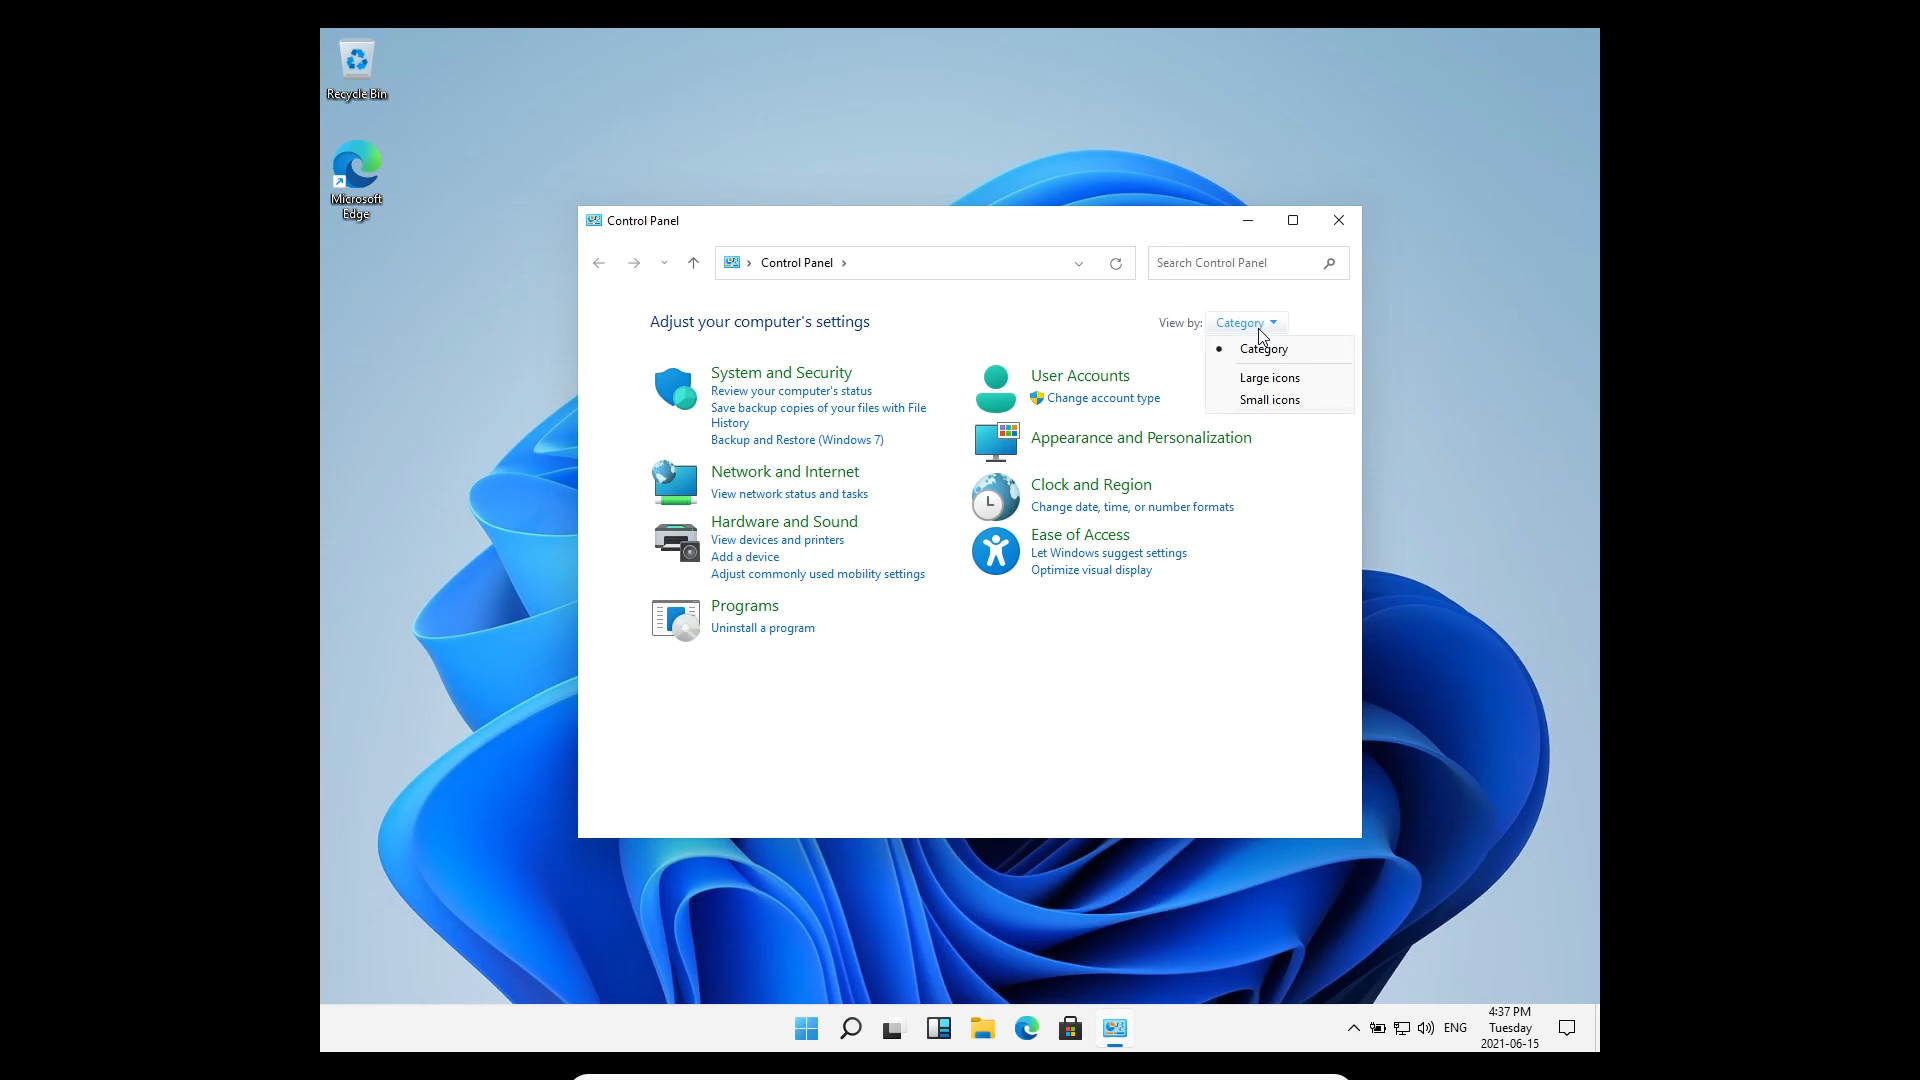 Recycle Bin
Microsoft
Edge
Control Panel
Control Panel
Search Control Panel
Adjust your computer's settings
View by: Category
Category
Large icons
Small icons
System and Security
Review your computer's status
Save backup copies of your files with File
History
Backup and Restore (Windows 7)
Network and Internet
View network status and tasks
Hardware and Sound
View devices and printers
Add a device
Adjust commonly used mobility settings
Programs
Uninstall a program
User Accounts
Change account type
Appearance and Personalization
Clock and Region
Change date, time, or number formats
Ease of Access
Let Windows suggest settings
Optimize visual display
ENG
4:37 PM
Tuesday
2021-06-15